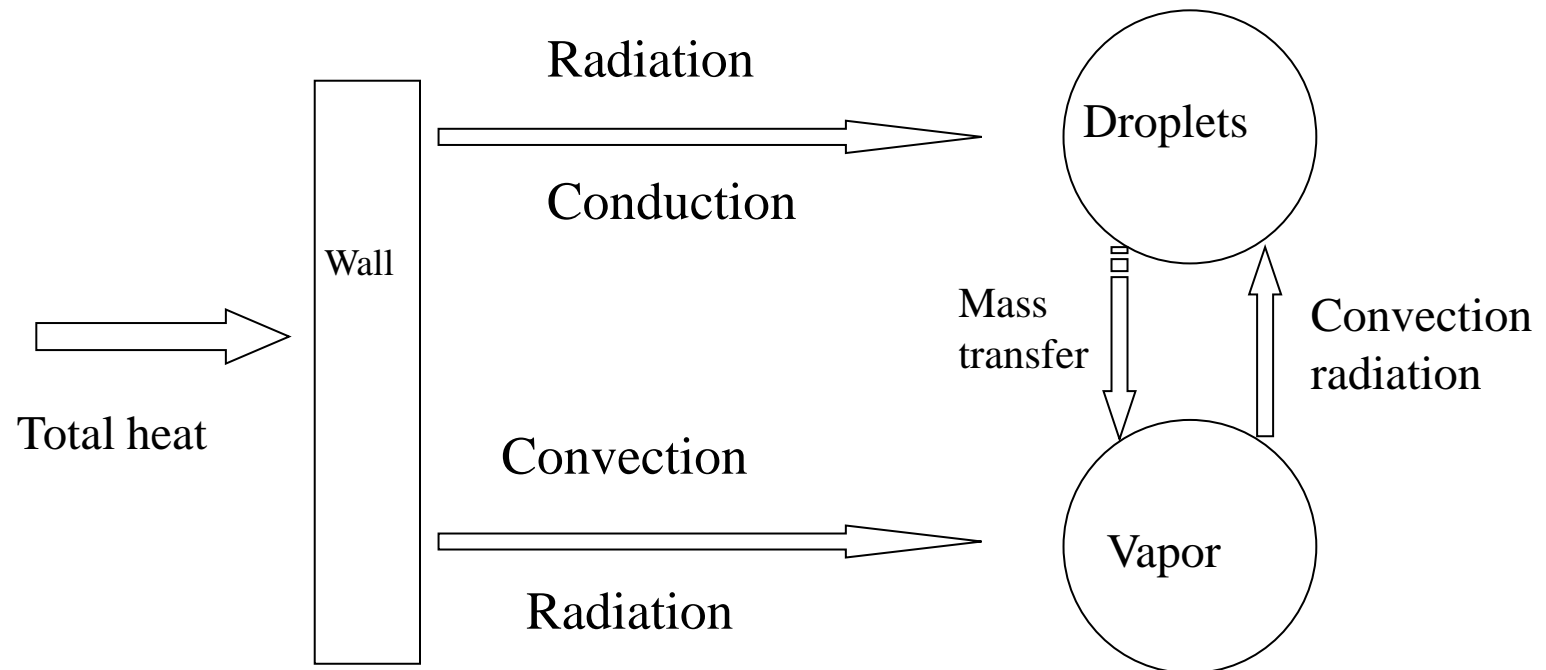 Radiation
Droplets
Conduction
Wall
Mass
transfer
Convection
radiation
Total heat
Convection
Vapor
Radiation